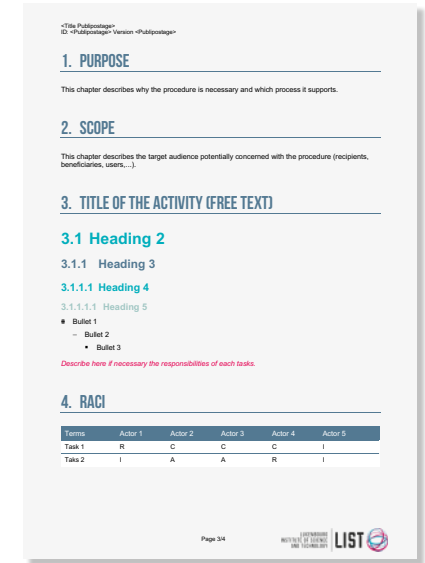 <Title Publipostage>
ID: <Publipostage> Version <Publipostage>
1. PURPOSE
This chapter describes why the procedure is necessary and which process it supports.
2. SCOPE
This chapter describes the target audience potentially concerned with the procedure (recipients,
beneficiaries, users,...).
3. TITLE OF THE ACTIVITY (FREE TEXT)
3.1 Heading 2
3.1.1 Heading 3
3.1.1.1 Heading 4
3.1.1.1.1 Heading 5
Bullet 1
– Bullet 2
• Bullet 3
Describe here if necessary the responsibilities of each tasks.
4. RACI
Terms Actor 1 Actor 2 Actor 3 Actor 4 Actor 5
Task 1 R C C C I
Taks 2 I A A R I
Page 3/4
LUXEMBOURG
INSTITUTE OF SCIENCE
AND TECHNOLOGY
LIST